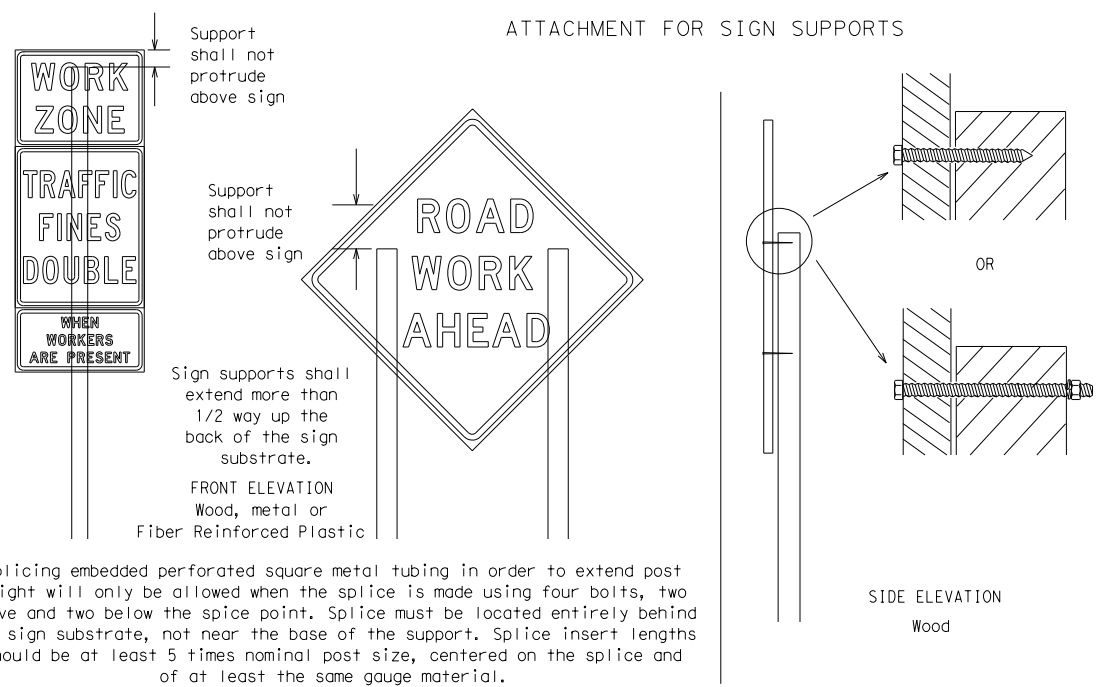 ATTACHMENT FOR SIGN SUPPORTS
Support
shall not
protrude
above sign
WORK
ZONE
TRAFFIC
FINES
DOUBLE
WHEN
WORKERS
ARE PRESENT
Support
shall not
protrude
above sign
ROAD
WORK
AHEAD
Sign supports shall
extend more than
1/2 way up the
back of the sign
substrate.
FRONT ELEVATION
Wood, metal or
Fiber Reinforced Plastic
plicing embedded perforated square metal tubing in order to extend post
ight will only be allowed when the splice is made using four bolts, two
ve and two below the spice point. Splice must be located entirely behind
sign substrate, not near the base of the support. Splice insert lengths
hould be at least 5 times nominal post size, centered on the splice and
of at least the same gauge material.
OR
SIDE ELEVATION
Wood